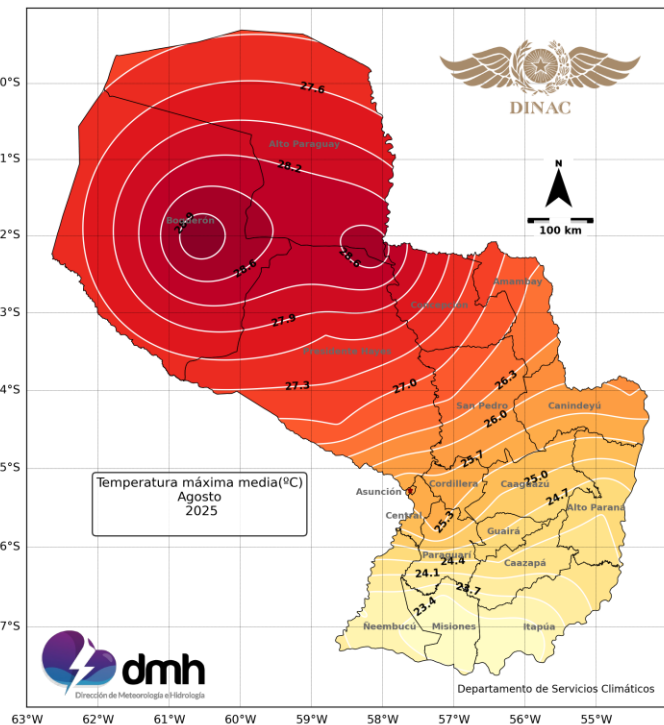 0°S
27.6
DINAC
1°S
Alto Paraguay
28.2
N
100 km
Boquerón
28.9
2°S
28.6
28.6
Amambay
3°S
Concepción
27.9
Presidente Hayes
4°S
27.3
27.0
26.3
San Pedro
Canindeyú
26.0
25.7
5°S
Temperatura máxima media(ºC)
Agosto
2025
Asunción
Cordillera
Caaguazú
25.0
24.7
Alto Paraná
Central
25.3
Guairá
6°S
Paraguarí
24.4
Caazapá
24.1
23.7
23.4
7°S
Ñeembucú
Misiones
Itapúa
dmh
Dirección de Meteorología e Hidrología
Departamento de Servicios Climáticos
63°W
62°W
61°W
60°W
59°W
58°W
57°W
56°W
55°W